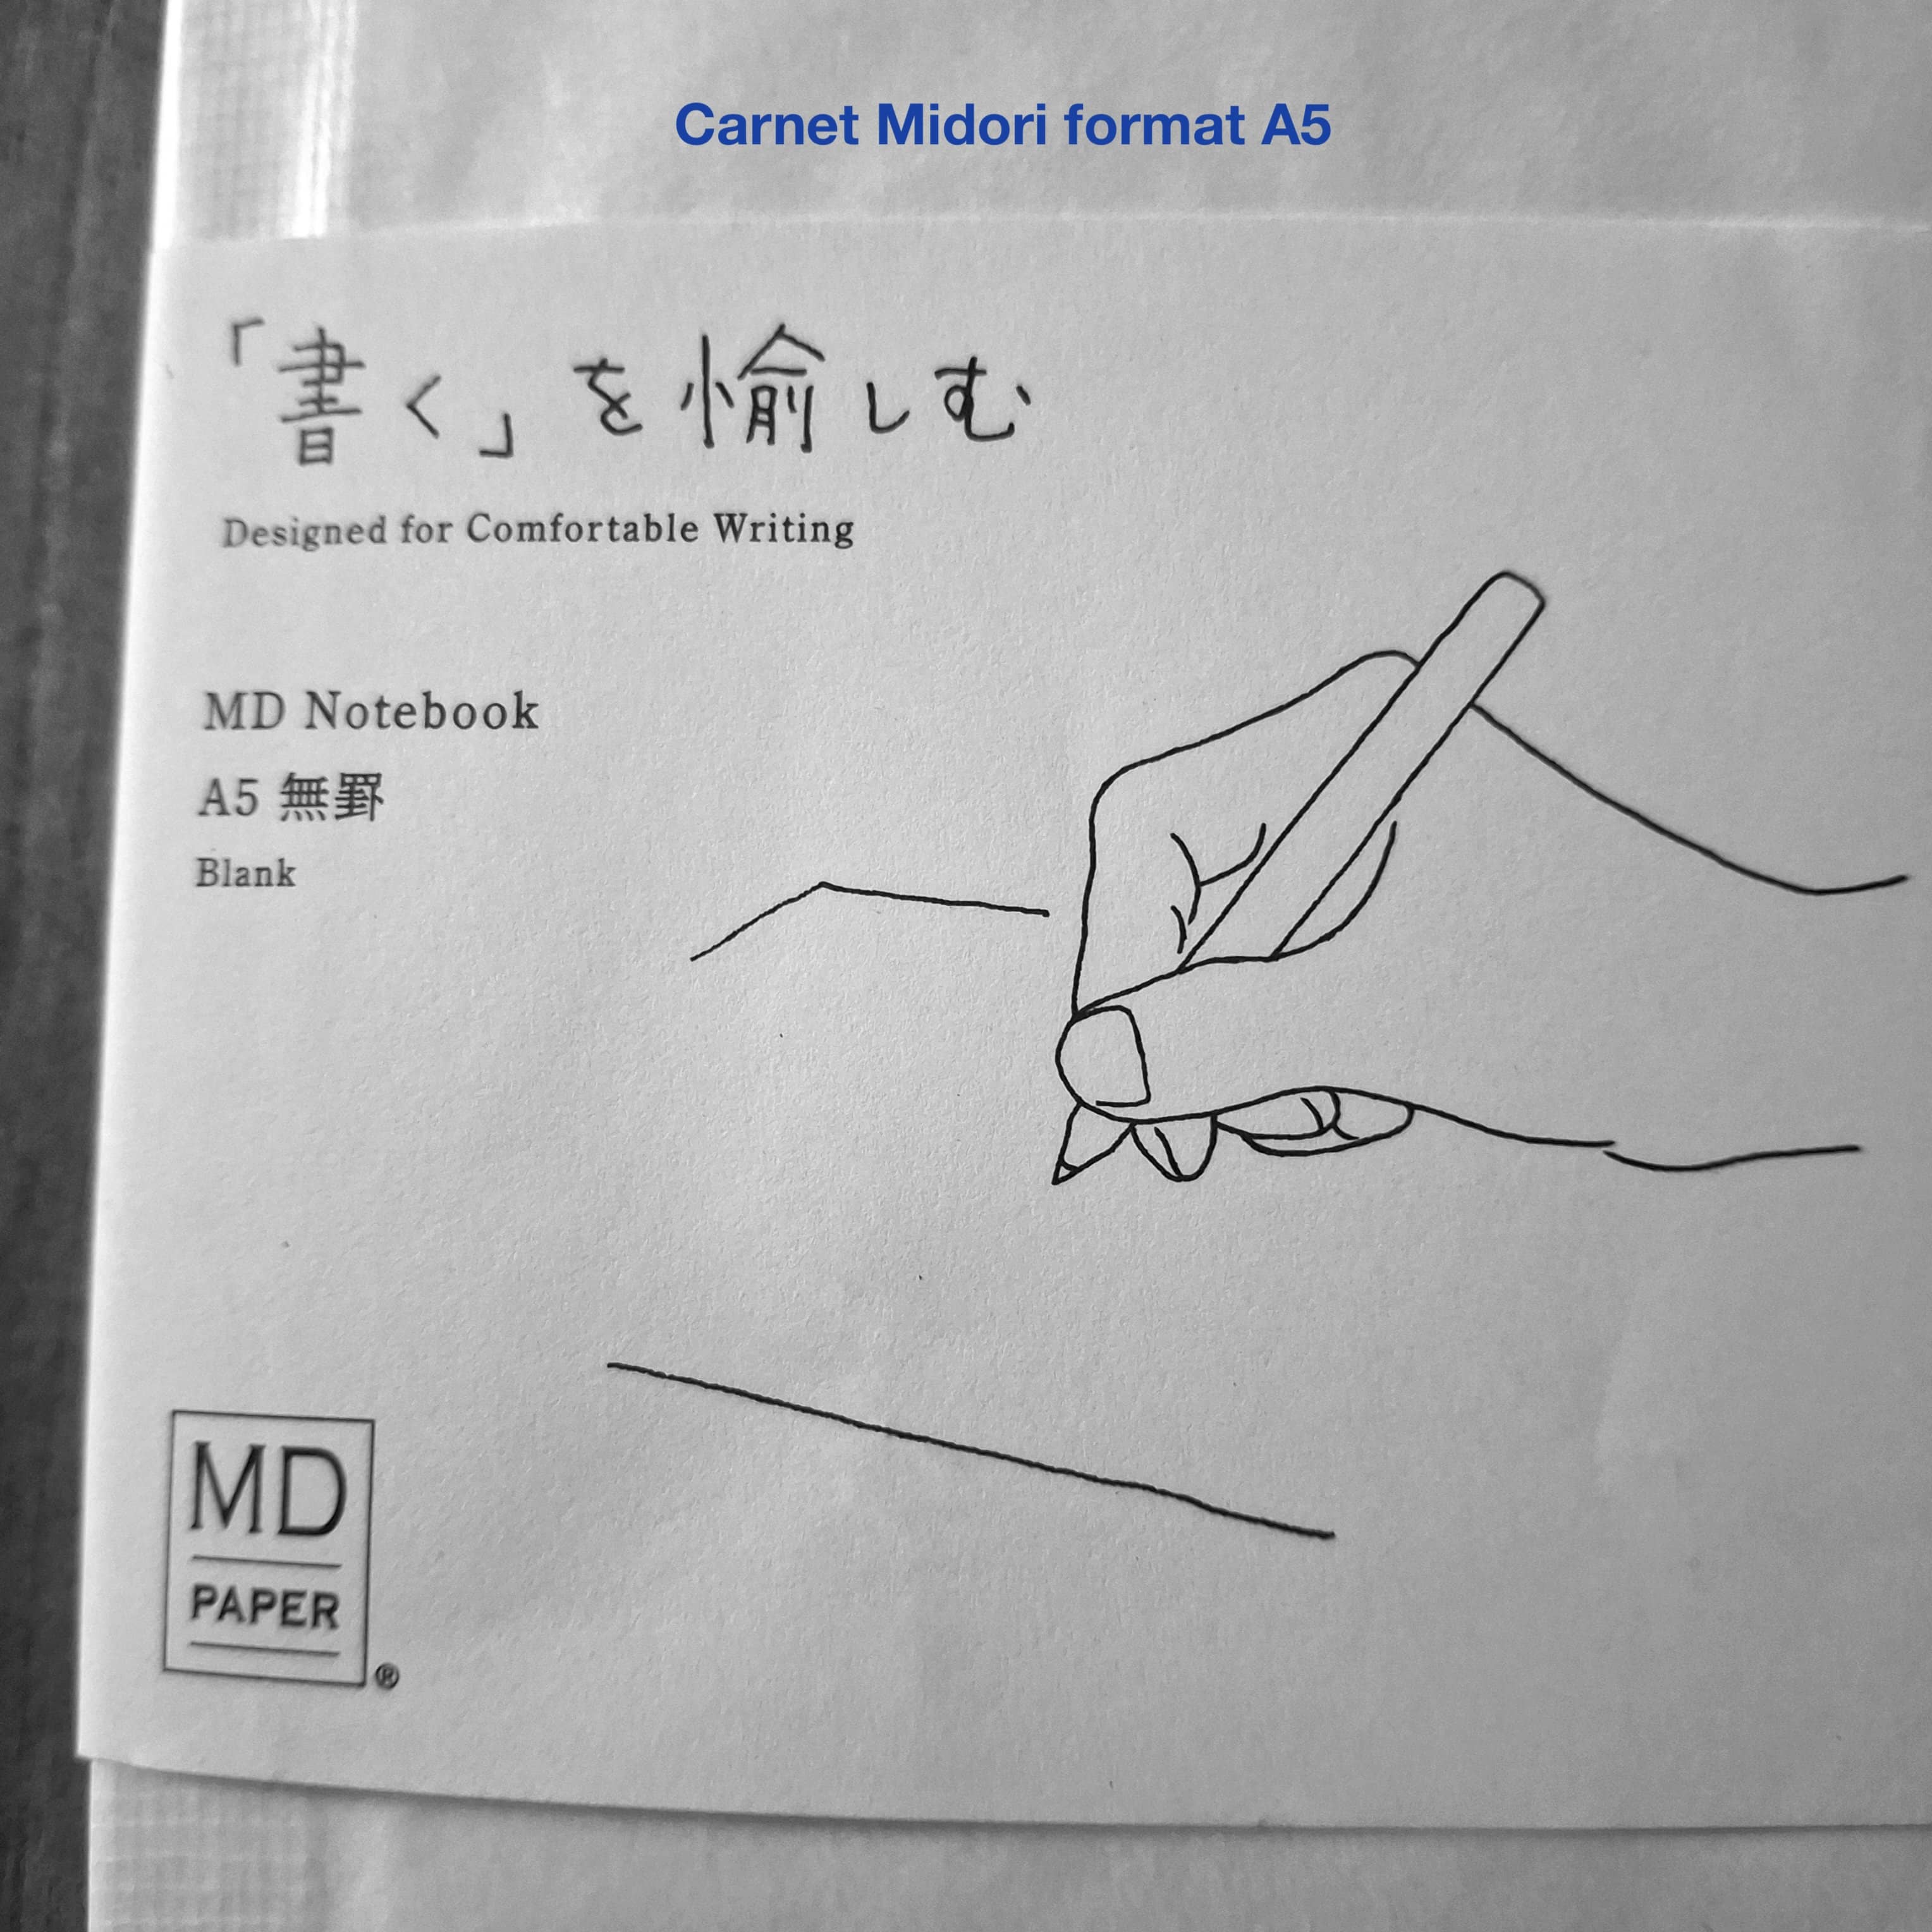 Carnet Midori format A5
「書く」を愉しむ
Designed for Comfortable Writing
MD Notebook
A5 無罫
Blank
MD
PAPER
®